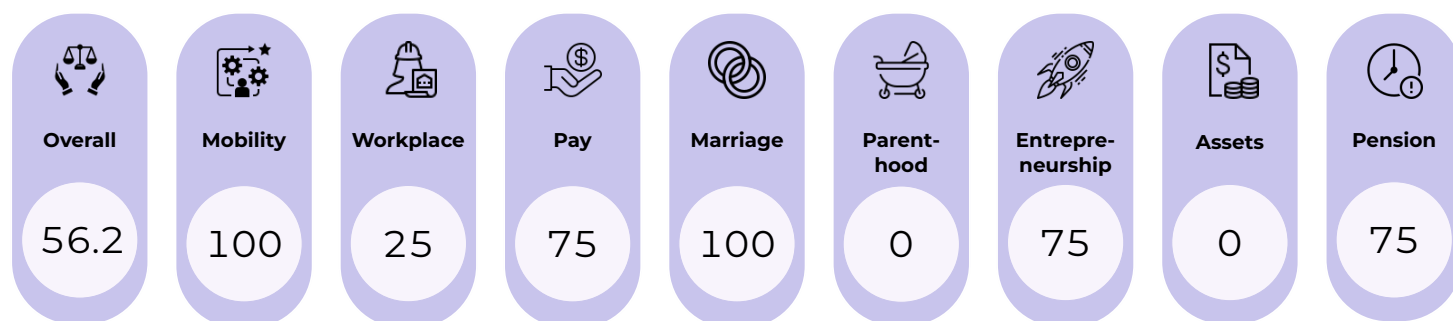 Overall
56.2
Mobility
100
Workplace
25
Pay
75
Marriage
100
Parent-
hood
0
Entrepre-
neurship
75
Assets
0
Pension
75